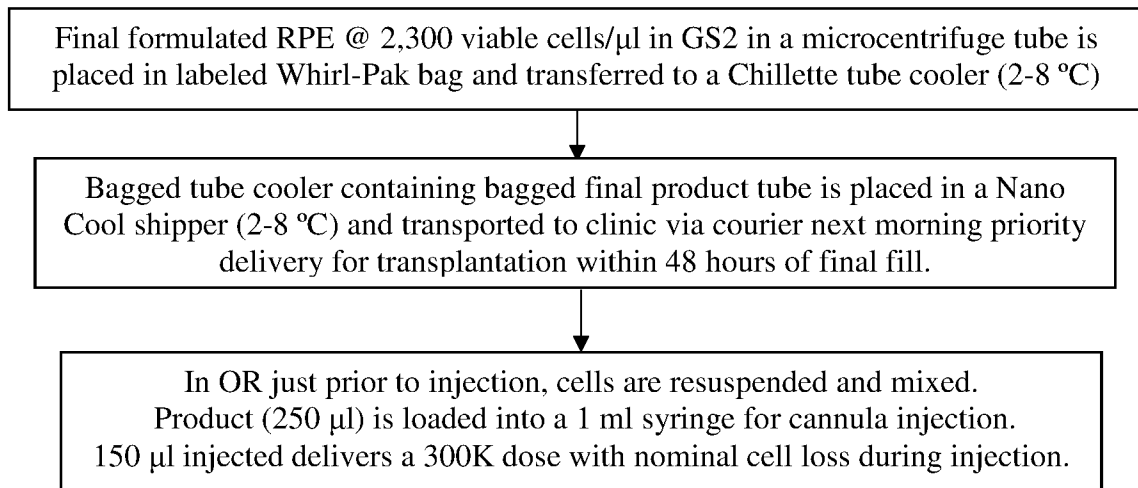 Final formulated RPE @ 2,300 viable cells/μl in GS2 in a microcentrifuge tube is
placed in labeled Whirl-Pak bag and transferred to a Chillette tube cooler (2-8 ºC)
Bagged tube cooler containing bagged final product tube is placed in a Nano
Cool shipper (2-8 ºC) and transported to clinic via courier next morning priority
delivery for transplantation within 48 hours of final fill.
In OR just prior to injection, cells are resuspended and mixed.
Product (250 μl) is loaded into a 1 ml syringe for cannula injection.
150 μl injected delivers a 300K dose with nominal cell loss during injection.